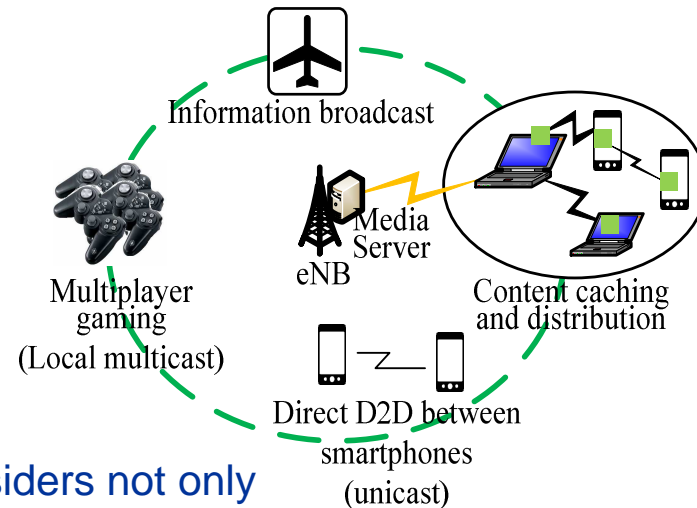 Information broadcast
Media
Server
eNB
Multiplayer
gaming
(Local multicast)
Content caching
and distribution
Direct D2D between
smartphones
(unicast)
siders not only